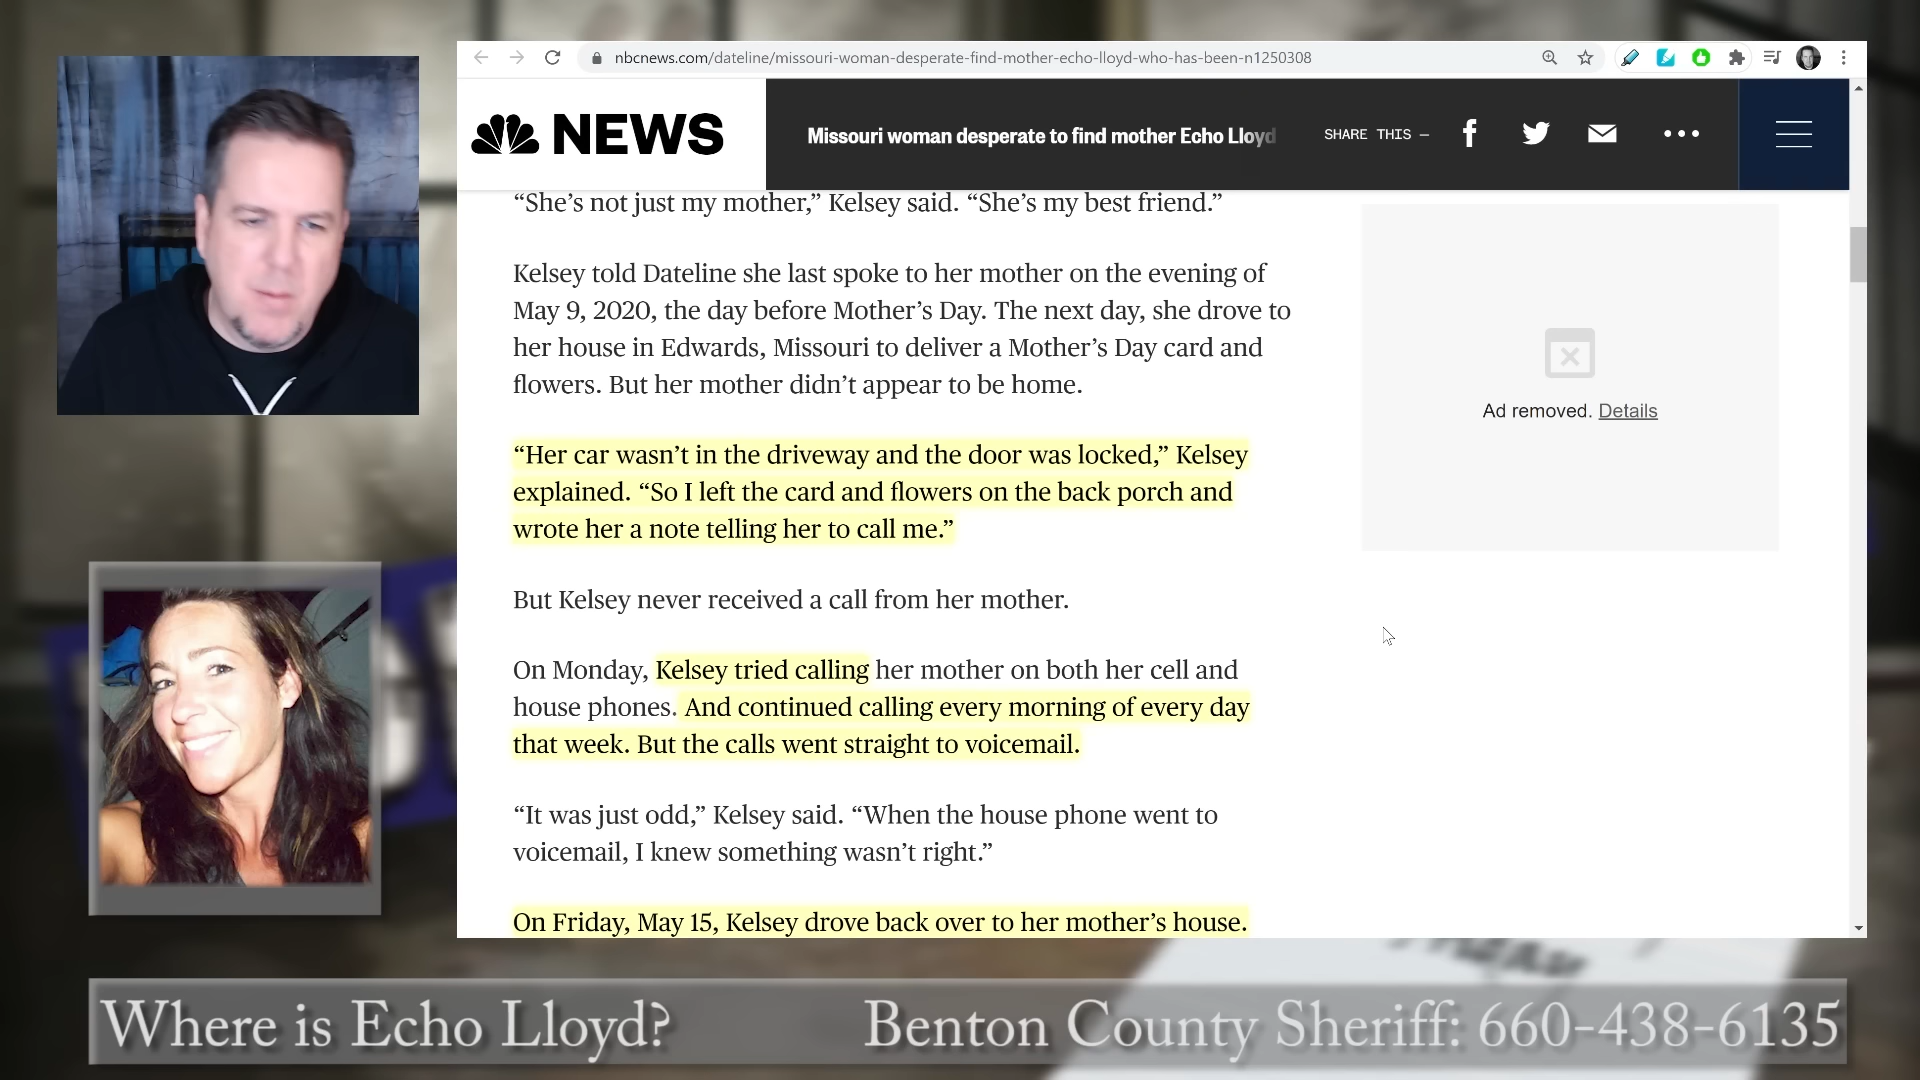 nbcnews.com/dateline/missouri-woman-desperate-find-mother-echo-lloyd-who-has-been-n1250308
NEWS
Missouri woman desperate to find mother Echo Lloyd
SHARE THIS —
“She’s not just my mother,” Kelsey said. “She’s my best friend.”
Kelsey told Dateline she last spoke to her mother on the evening of
May 9, 2020, the day before Mother’s Day. The next day, she drove to
her house in Edwards, Missouri to deliver a Mother’s Day card and
flowers. But her mother didn’t appear to be home.
“Her car wasn’t in the driveway and the door was locked,” Kelsey
explained. “So I left the card and flowers on the back porch and
wrote her a note telling her to call me.”
But Kelsey never received a call from her mother.
On Monday, Kelsey tried calling her mother on both her cell and
house phones. And continued calling every morning of every day
that week. But the calls went straight to voicemail.
“It was just odd,” Kelsey said. “When the house phone went to
voicemail, I knew something wasn’t right.”
On Friday, May 15, Kelsey drove back over to her mother’s house.
Ad removed. Details
Where is Echo Lloyd?
Benton County Sheriff: 660-438-6135